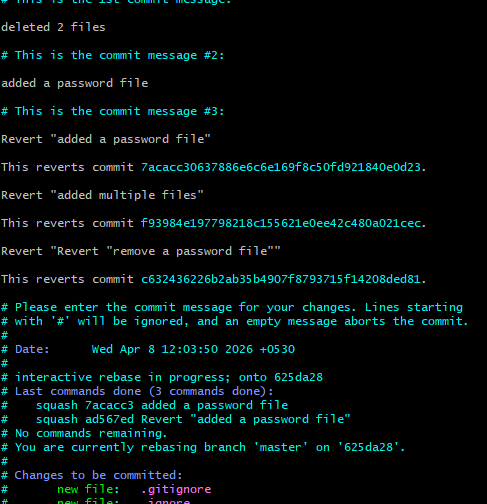 # This is the 1st commit message:
deleted 2 files
# This is the commit message #2:
added a password file
# This is the commit message #3:
Revert "added a password file"
This reverts commit 7acacc30637886e6c6e169f8c50fd921840e0d23.
Revert "added multiple files"
This reverts commit f93984e197798218c155621e0ee42c480a021cec.
Revert "Revert "remove a password file""
This reverts commit c632436226b2ab35b4907f8793715f14208ded81.
# Please enter the commit message for your changes. Lines starting
# with '#' will be ignored, and an empty message aborts the commit.
#
# Date:      Wed Apr 8 12:03:50 2026 +0530
#
# interactive rebase in progress; onto 625da28
# Last commands done (3 commands done):
#    squash 7acacc3 added a password file
#    squash ad567ed Revert "added a password file"
# No commands remaining.
# You are currently rebasing branch 'master' on '625da28'.
#
# Changes to be committed:
#       new file:   .gitignore
#       new file:   .ignore